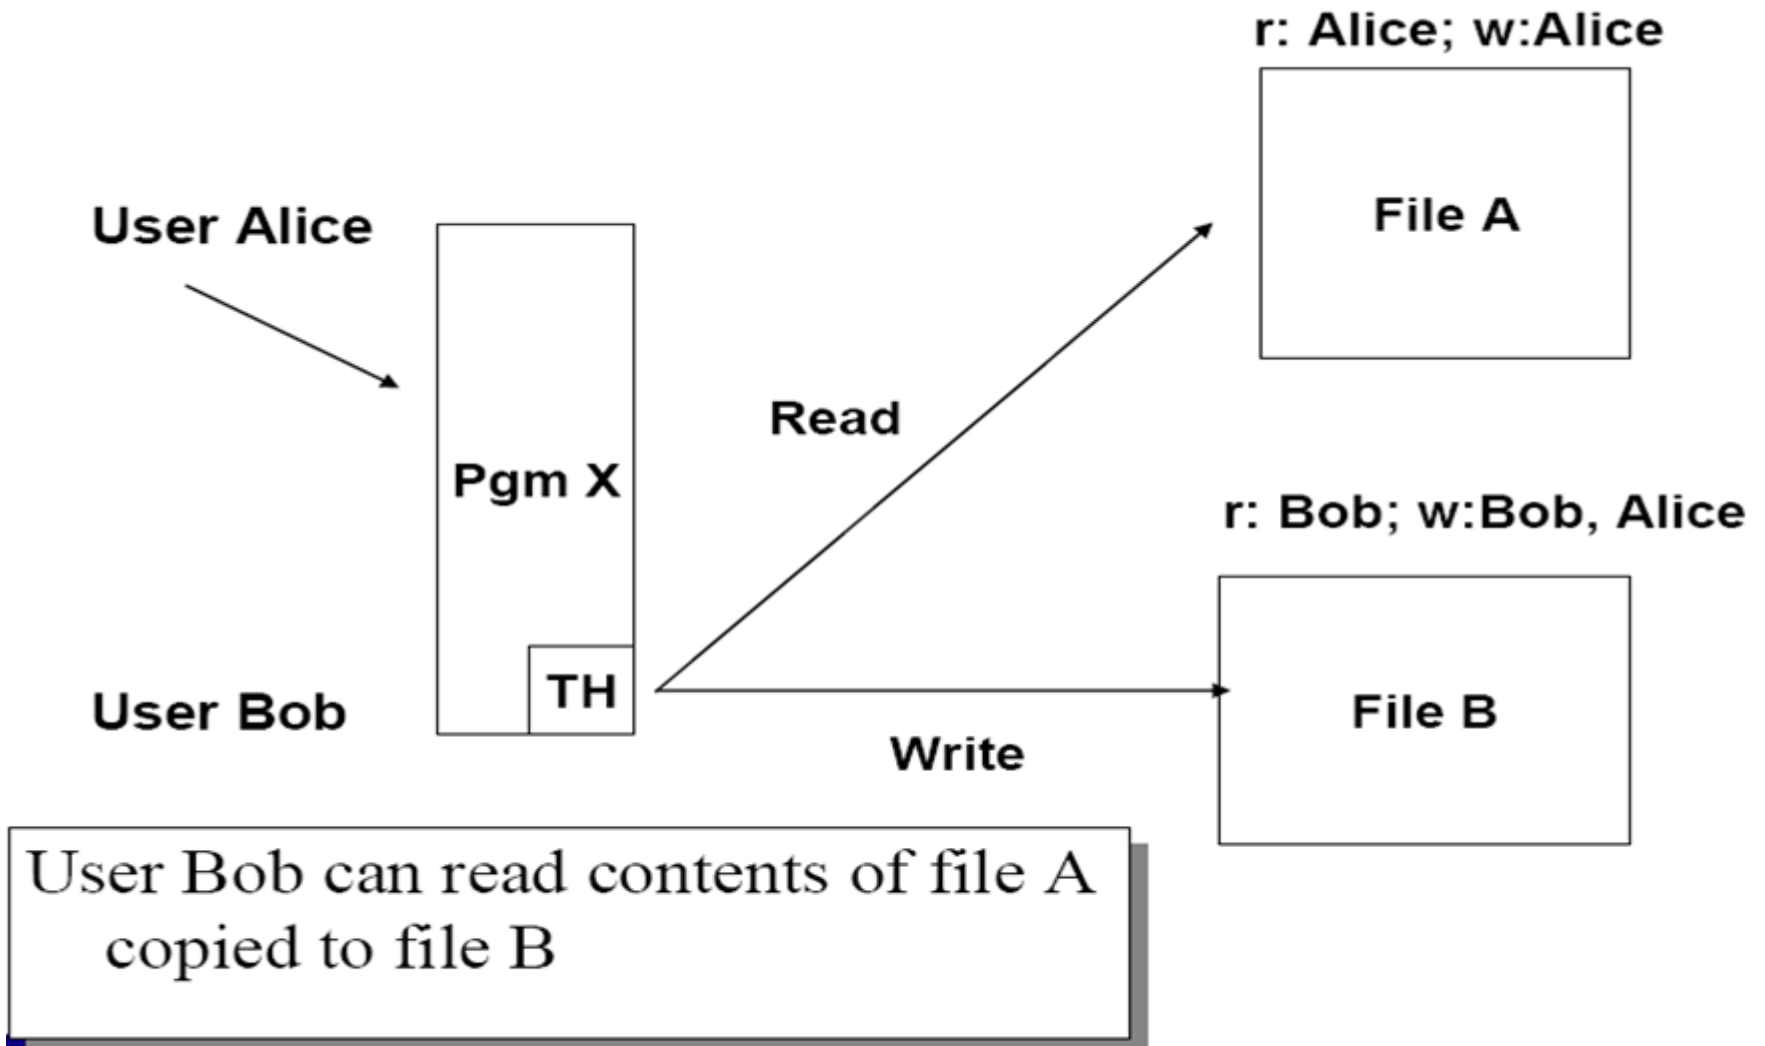 r: Alice; w:Alice
File A
User Alice
Read
Pgm X
r: Bob; w:Bob, Alice
TH
User Bob
File B
Write
User Bob can read contents of file A
copied to file B